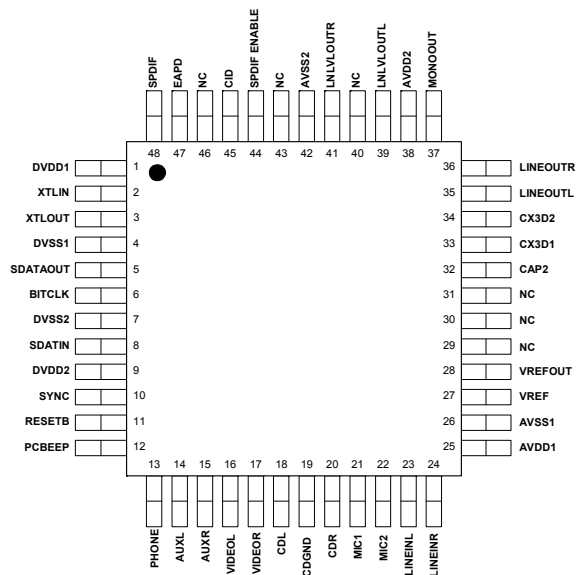 SPDIF
EAPD
NC
CID
SPDIF ENABLE
NC
AVSS2
LNLVLOUTR
NC
LNLVLOUTL
AVDD2
MONOOUT
48 47 46 45 44 43 42 41 40 39 38 37
DVDD1 1 36 LINEOUTR
XTLIN 2 35 LINEOUTL
XTLOUT 3 34 CX3D2
DVSS1 4 33 CX3D1
SDATAOUT 5 32 CAP2
BITCLK 6 31 NC
DVSS2 7 30 NC
SDATIN 8 29 NC
DVDD2 9 28 VREFOUT
SYNC 10 27 VREF
RESETB 11 26 AVSS1
PCBEEP 12 25 AVDD1
13 14 15 16 17 18 19 20 21 22 23 24
PHONE
AUXL
AUXR
VIDEOL
VIDEOR
CDL
CDGND
CDR
MIC1
MIC2
LINEINL
LINEINR